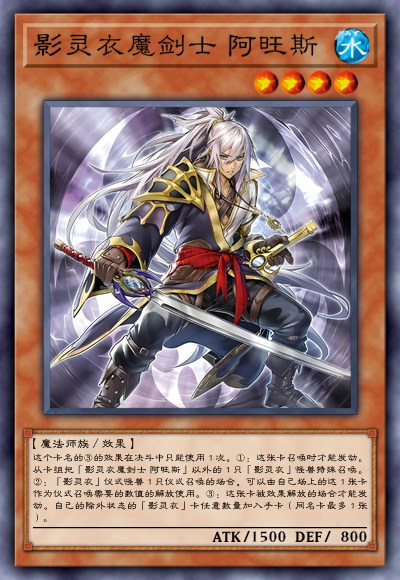 影灵衣魔剑士 阿旺斯
水
【魔法师族／效果】
这个卡名的③的效果在决斗中只能使用1次。①：这张卡召唤时才能发动。
从卡组把「影灵衣魔剑士 阿旺斯」以外的1只「影灵衣」怪兽特殊召唤。
②：「影灵衣」仪式怪兽1只仪式召唤的场合，可以由自己场上的这1张卡
作为仪式召唤需要的数值的解放使用。③：这张卡被效果解放的场合才能发
动。自己的除外状态的「影灵衣」卡任意数量加入手卡（同名卡最多1张
）。
ATK/1500 DEF/ 800